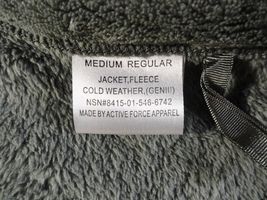 MEDIUM REGULAR
JACKET,FLEECE
COLD WEATHER,(GENIII)
NSN#8415-01-546-6742
MADE BY ACTIVE FORCE APPAREL